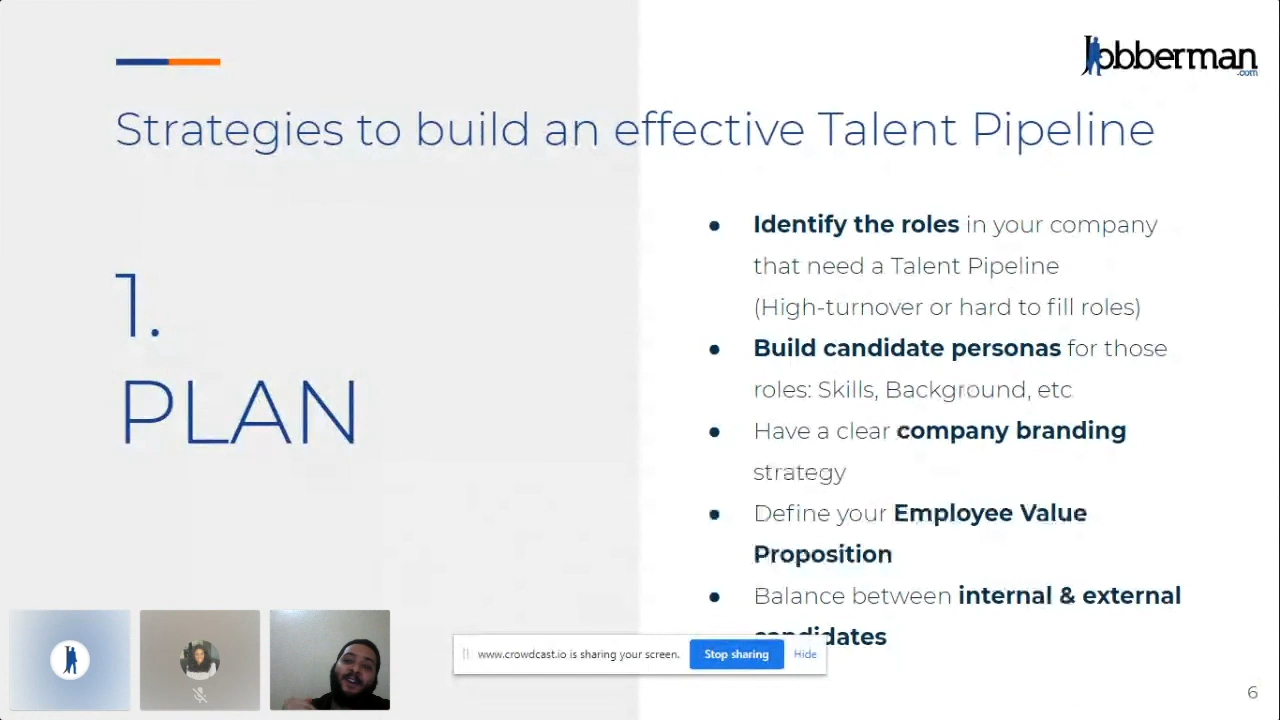 Jobberman
.com
Strategies to build an effective Talent Pipeline
1.
PLAN
● Identify the roles in your company
that need a Talent Pipeline
(High-turnover or hard to fill roles)
● Build candidate personas for those
roles: Skills, Background, etc
● Have a clear company branding
strategy
● Define your Employee Value
Proposition
● Balance between internal & external
candidates
www.crowdcast.io is sharing your screen. Stop sharing Hide
6